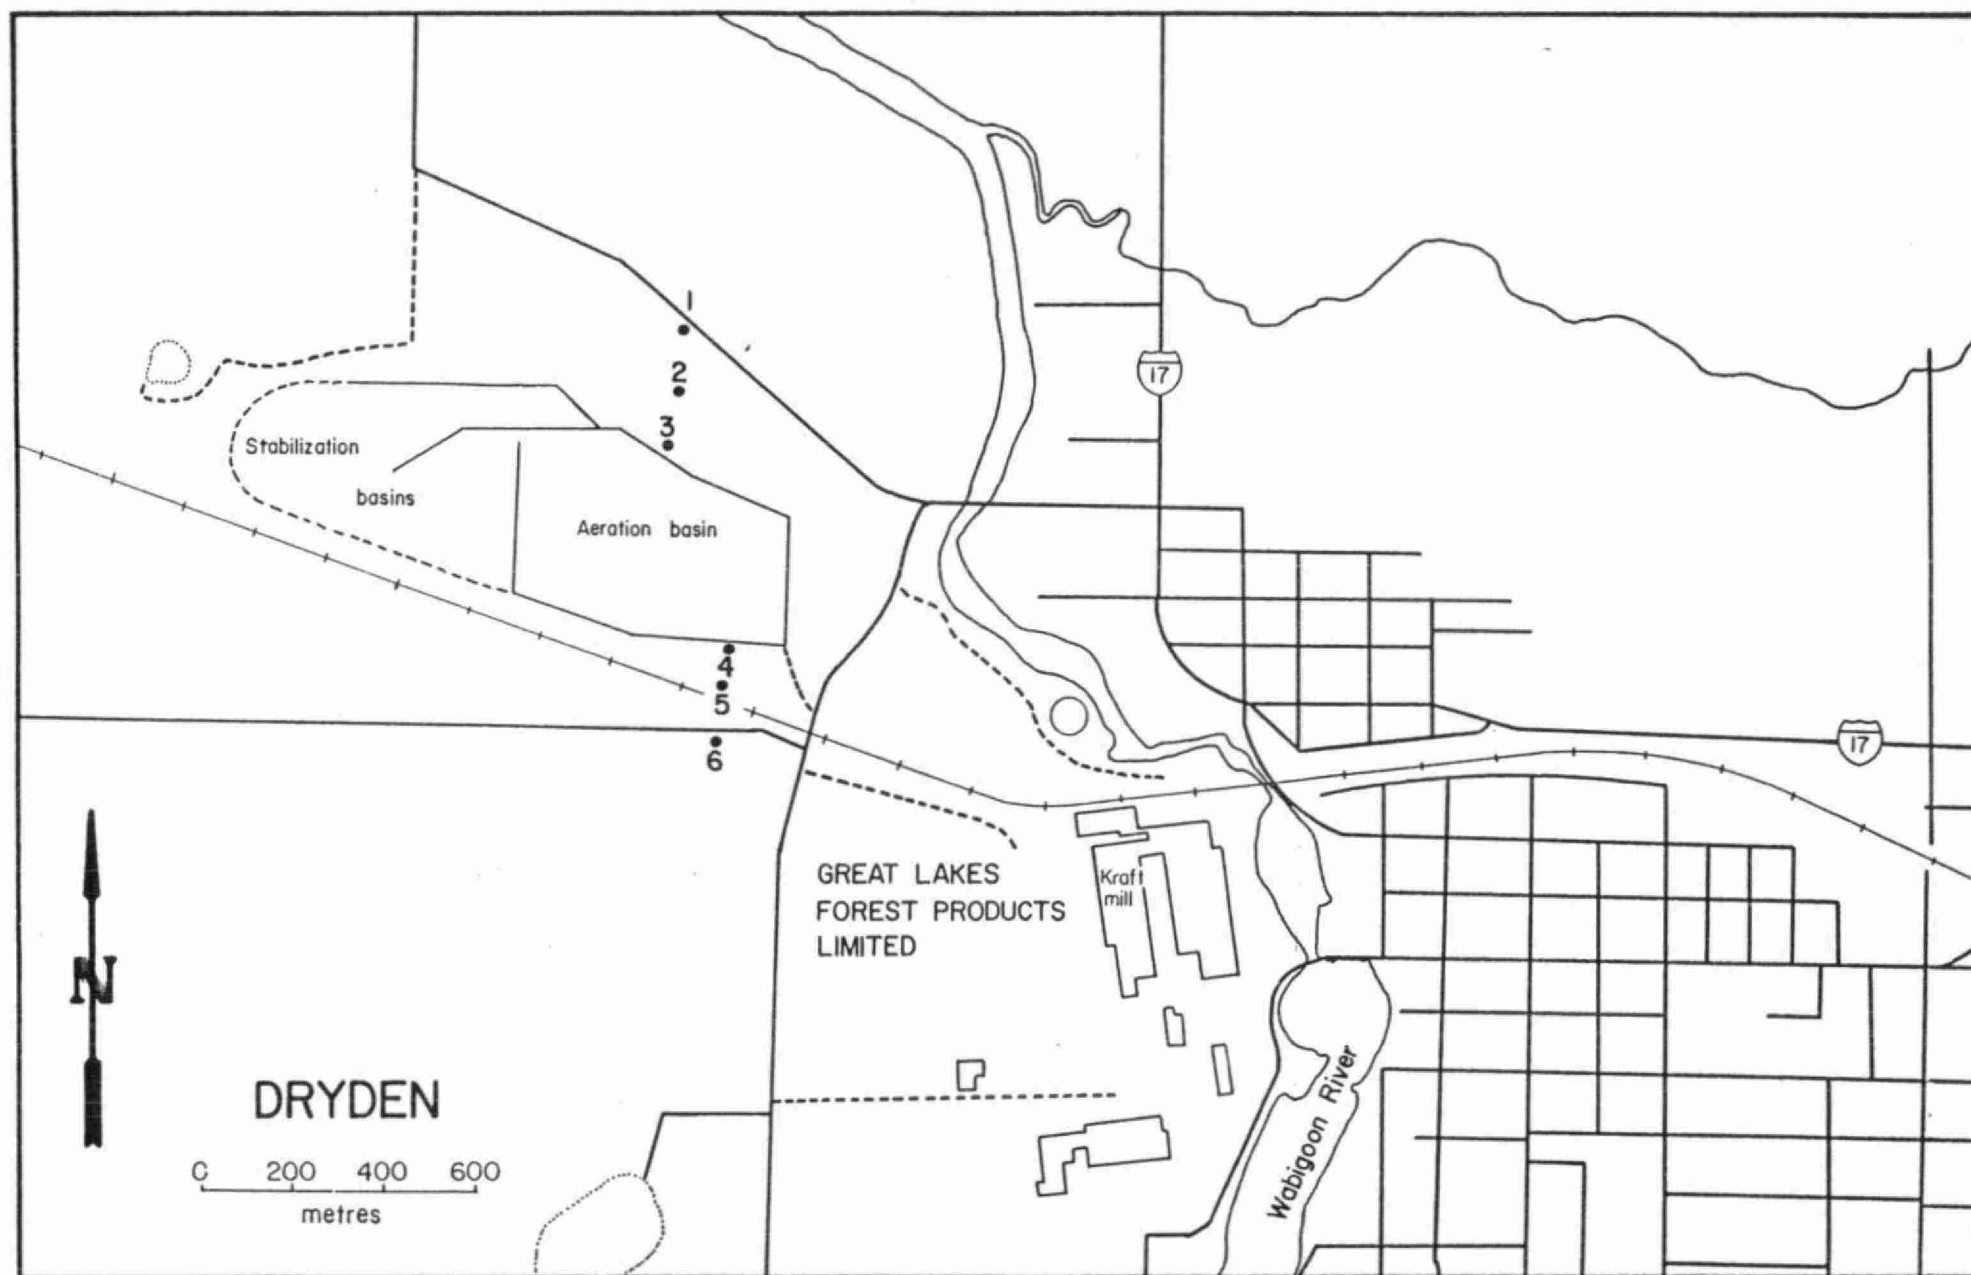 1
2
17
3
Stabilization
basins
Aeration basin
4
5
6
17
GREAT LAKES
FOREST PRODUCTS
LIMITED
Kraft
mill
N
DRYDEN
0 200 400 600
metres
Wabigoon River